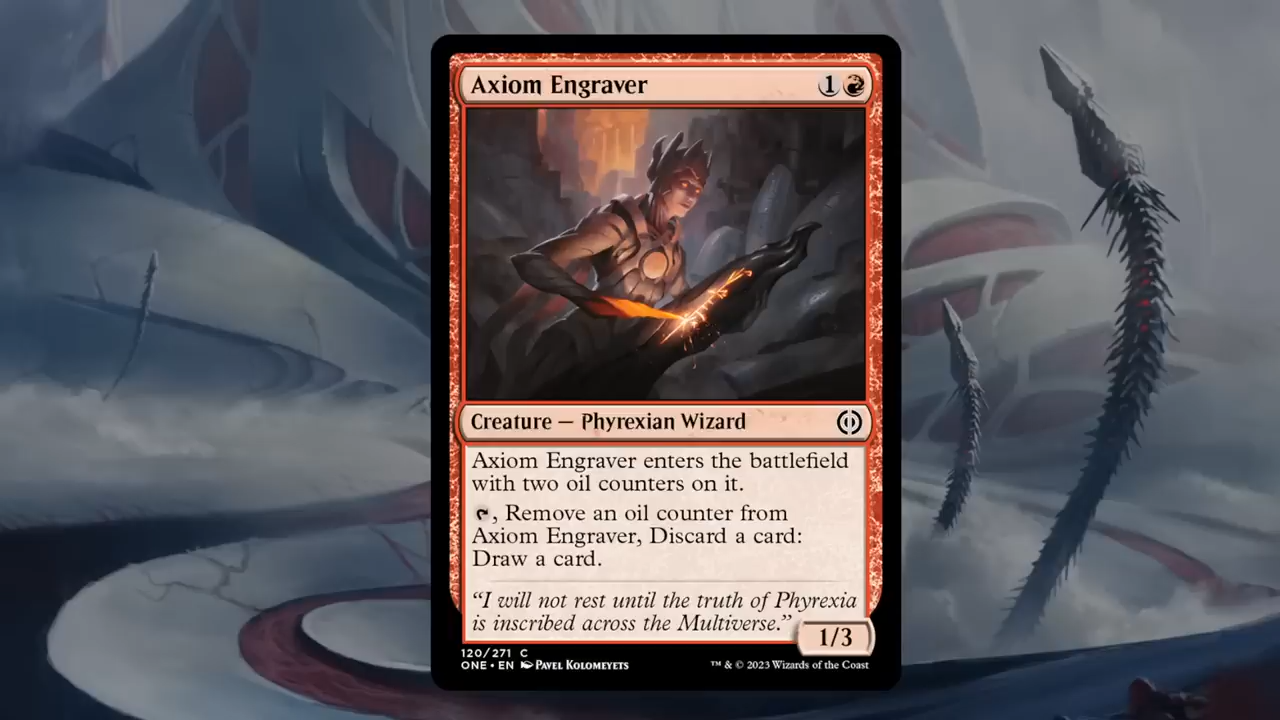 Axiom Engraver 1
Creature — Phyrexian Wizard
Axiom Engraver enters the battlefield
with two oil counters on it.
, Remove an oil counter from
Axiom Engraver, Discard a card:
Draw a card.
“I will not rest until the truth of Phyrexia
is inscribed across the Multiverse.”
1/3
120/271 C
ONE • EN Pavel Kolomeyets ™ & © 2023 Wizards of the Coast